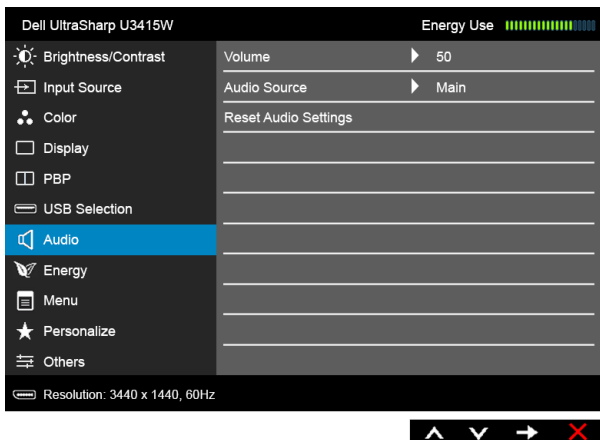 Dell UltraSharp U3415W Energy Use
Brightness/Contrast
Input Source
Color
Display
PBP
USB Selection
Audio
Energy
Menu
Personalize
Others
Volume 50
Audio Source Main
Reset Audio Settings
Resolution: 3440 x 1440, 60Hz